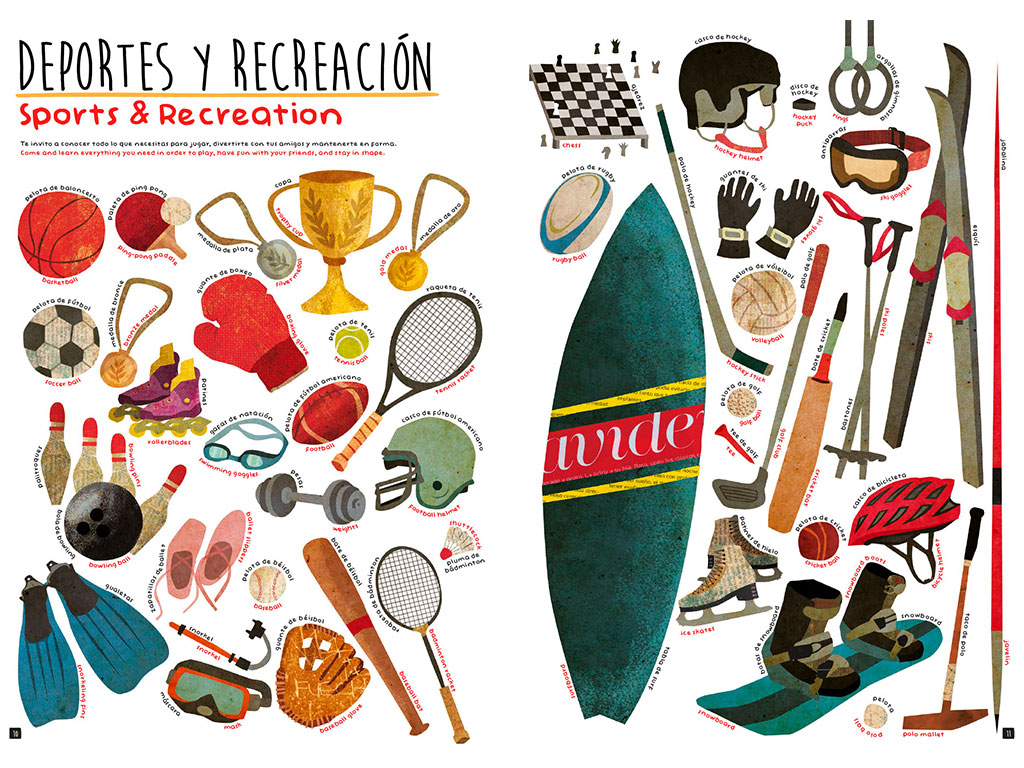 DEPORTES Y RECREACIÓN
Sports & Recreation
Te invito a conocer todo lo que necesitas para jugar, divertirte con tus amigos y mantenerte en forma.
Come and learn everything you need in order to play, have fun with your friends, and stay in shape.
pelota de baloncesto
basketball
paleta de ping pong
ping-pong paddle
medalla de plata
silver medal
copa
trophy cup
medalla de oro
gold medal
pelota de fútbol
soccer ball
medalla de bronce
bronze medal
guante de boxeo
boxing glove
pelota de tenis
tennis ball
raqueta de tenis
tennis racket
patines
rollerblades
gafas de natación
swimming goggles
pelota de fútbol americano
football
casco de fútbol americano
football helmet
palitroques
bowling pins
bola de bowling
bowling ball
pesas
weights
zapatillas de ballet
ballet slippers
pelota de béisbol
baseball
bate de béisbol
baseball bat
raqueta de bádminton
badminton racket
shuttlecock
pluma de
bádminton
gualetas
snorkeling fins
snorkel
snorkel
máscara
mask
guante de béisbol
baseball glove
10
ajedrez
chess
casco de hockey
hockey helmet
disco de
hockey
hockey
puck
argollas de gimnasia
rings
antiparras
ski goggles
jabalina
javelin
pelota de rugby
rugby ball
palo de hockey
hockey stick
guantes de ski
ski gloves
pelota de vóleibol
volleyball
palo de golf
golf club
bate de cricket
cricket bat
bastones
ski poles
esquís
skis
pelota de golf
golf ball
tee de golf
tee
avider
tabla de surf
surfboard
pelota de cricket
cricket ball
casco de bicicleta
bicycle helmet
patines de hielo
ice skates
botas de snowboard
snowboard boots
snowboard
snowboard
pelota
polo ball
taco de polo
polo mallet
11